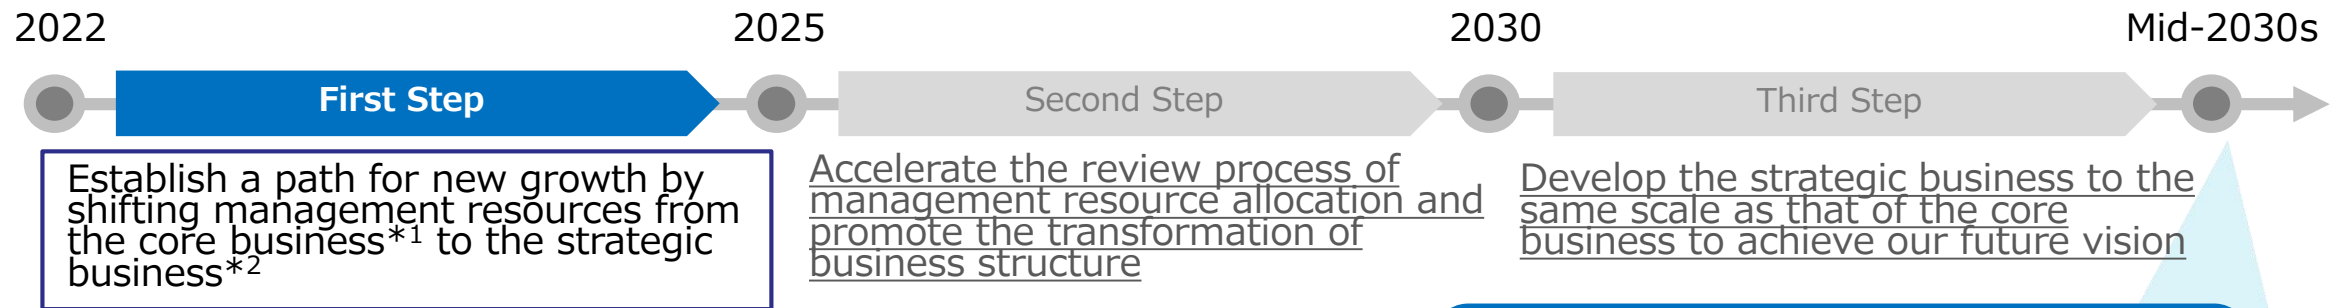 2022
2025
2030
Mid-2030s
First Step
Second Step
Third Step
Establish a path for new growth by
shifting management resources from
the core business*1 to the strategic
business*2
Accelerate the review process of
management resource allocation and
promote the transformation of
business structure
Develop the strategic business to the
same scale as that of the core
business to achieve our future vision